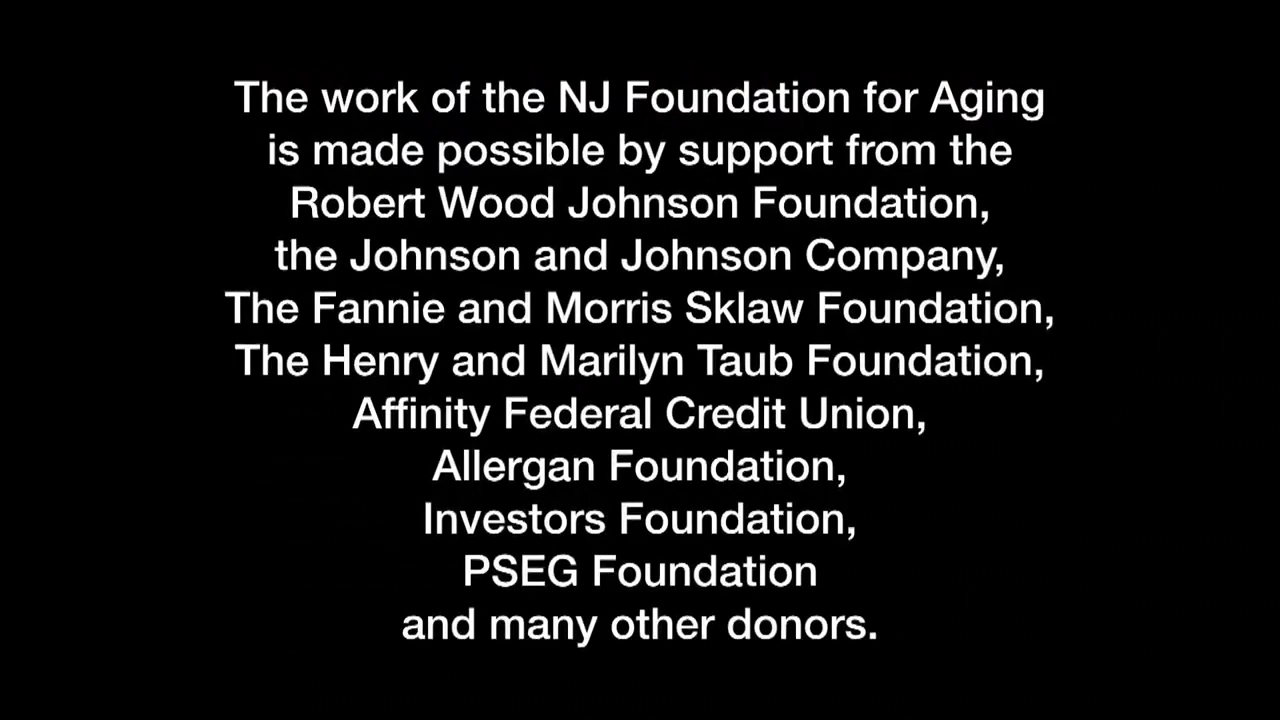 The work of the NJ Foundation for Aging
is made possible by support from the
Robert Wood Johnson Foundation,
the Johnson and Johnson Company,
The Fannie and Morris Sklaw Foundation,
The Henry and Marilyn Taub Foundation,
Affinity Federal Credit Union,
Allergan Foundation,
Investors Foundation,
PSEG Foundation
and many other donors.